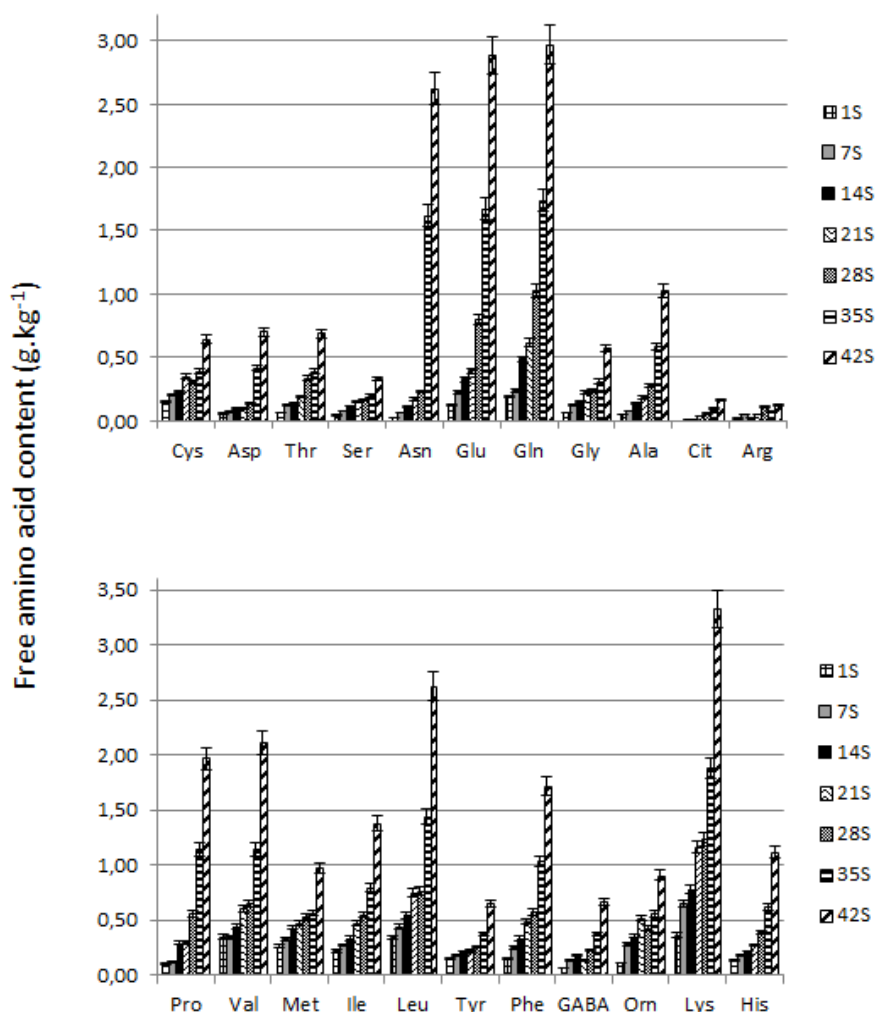 Free amino acid content (g.kg-1)
3,00
2,50
2,00
1,50
1,00
0,50
0,00
Cys Asp Thr Ser Asn Glu Gln Gly Ala Cit Arg
1S
7S
14S
21S
28S
35S
42S
3,50
3,00
2,50
2,00
1,50
1,00
0,50
0,00
Pro Val Met Ile Leu Tyr Phe GABA Orn Lys His
1S
7S
14S
21S
28S
35S
42S